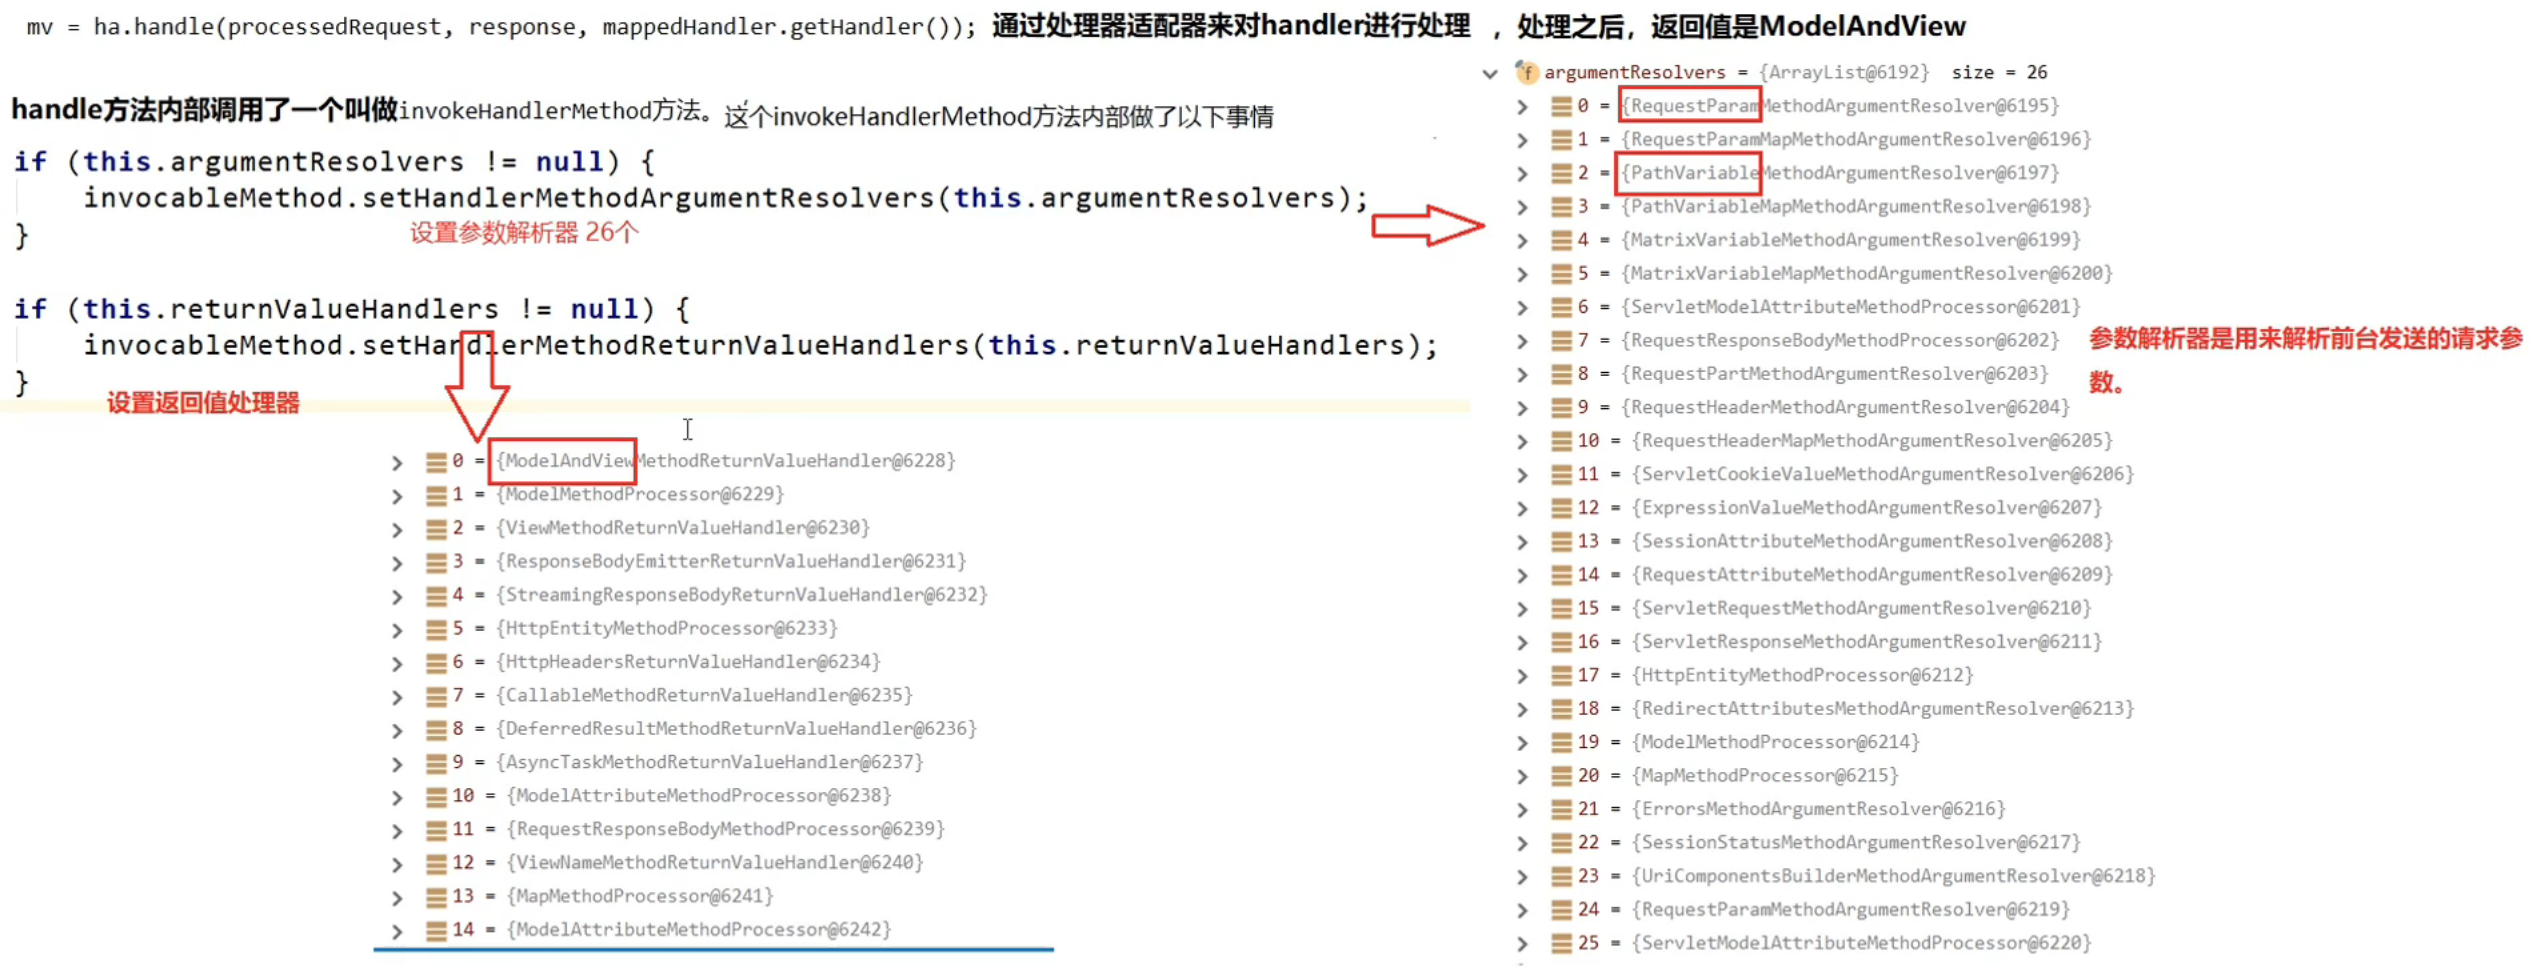 mv = ha.handle(processedRequest, response, mappedHandler.getHandler()); 通过处理器适配器来对handler进行处理 ，处理之后，返回值是ModelAndView
handle方法内部调用了一个叫做invokeHandlerMethod方法。这个invokeHandlerMethod方法内部做了以下事情
if (this.argumentResolvers != null) {
invocableMethod.setHandlerMethodArgumentResolvers(this.argumentResolvers);
}
设置参数解析器 26个
if (this.returnValueHandlers != null) {
invocableMethod.setHandlerMethodReturnValueHandlers(this.returnValueHandlers);
}
设置返回值处理器
0 = {ModelAndViewMethodReturnValueHandler@6228}
1 = {ModelMethodProcessor@6229}
2 = {ViewMethodReturnValueHandler@6230}
3 = {ResponseBodyEmitterReturnValueHandler@6231}
4 = {StreamingResponseBodyReturnValueHandler@6232}
5 = {HttpEntityMethodProcessor@6233}
6 = {HttpHeadersReturnValueHandler@6234}
7 = {CallableMethodReturnValueHandler@6235}
8 = {DeferredResultMethodReturnValueHandler@6236}
9 = {AsyncTaskMethodReturnValueHandler@6237}
10 = {ModelAttributeMethodProcessor@6238}
11 = {RequestResponseBodyMethodProcessor@6239}
12 = {ViewNameMethodReturnValueHandler@6240}
13 = {MapMethodProcessor@6241}
14 = {ModelAttributeMethodProcessor@6242}
f argumentResolvers = {ArrayList@6192} size = 26
0 = {RequestParamMethodArgumentResolver@6195}
1 = {RequestParamMapMethodArgumentResolver@6196}
2 = {PathVariableMethodArgumentResolver@6197}
3 = {PathVariableMapMethodArgumentResolver@6198}
4 = {MatrixVariableMethodArgumentResolver@6199}
5 = {MatrixVariableMapMethodArgumentResolver@6200}
6 = {ServletModelAttributeMethodProcessor@6201}
7 = {RequestResponseBodyMethodProcessor@6202}
8 = {RequestPartMethodArgumentResolver@6203}
9 = {RequestHeaderMethodArgumentResolver@6204}
10 = {RequestHeaderMapMethodArgumentResolver@6205}
11 = {ServletCookieValueMethodArgumentResolver@6206}
12 = {ExpressionValueMethodArgumentResolver@6207}
13 = {SessionAttributeMethodArgumentResolver@6208}
14 = {RequestAttributeMethodArgumentResolver@6209}
15 = {ServletRequestMethodArgumentResolver@6210}
16 = {ServletResponseMethodArgumentResolver@6211}
17 = {HttpEntityMethodProcessor@6212}
18 = {RedirectAttributesMethodArgumentResolver@6213}
19 = {ModelMethodProcessor@6214}
20 = {MapMethodProcessor@6215}
21 = {ErrorsMethodArgumentResolver@6216}
22 = {SessionStatusMethodArgumentResolver@6217}
23 = {UriComponentsBuilderMethodArgumentResolver@6218}
24 = {RequestParamMethodArgumentResolver@6219}
25 = {ServletModelAttributeMethodProcessor@6220}
参数解析器是用来解析前台发送的请求参
数。